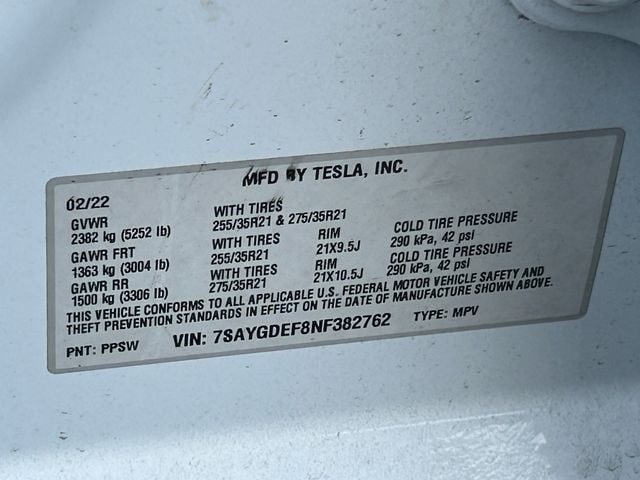 MFD BY TESLA, INC.
02/22
GVWR WITH TIRES
2382 kg (5252 lb) 255/35R21 & 275/35R21
GAWR FRT WITH TIRES RIM COLD TIRE PRESSURE
1363 kg (3004 lb) 255/35R21 21X9.5J 290 kPa, 42 psi
GAWR RR WITH TIRES RIM COLD TIRE PRESSURE
1500 kg (3306 lb) 275/35R21 21X10.5J 290 kPa, 42 psi
THIS VEHICLE CONFORMS TO ALL APPLICABLE U.S. FEDERAL MOTOR VEHICLE SAFETY AND
THEFT PREVENTION STANDARDS IN EFFECT ON THE DATE OF MANUFACTURE SHOWN ABOVE.
PNT: PPSW VIN: 7SAYGDEF8NF382762 TYPE: MPV